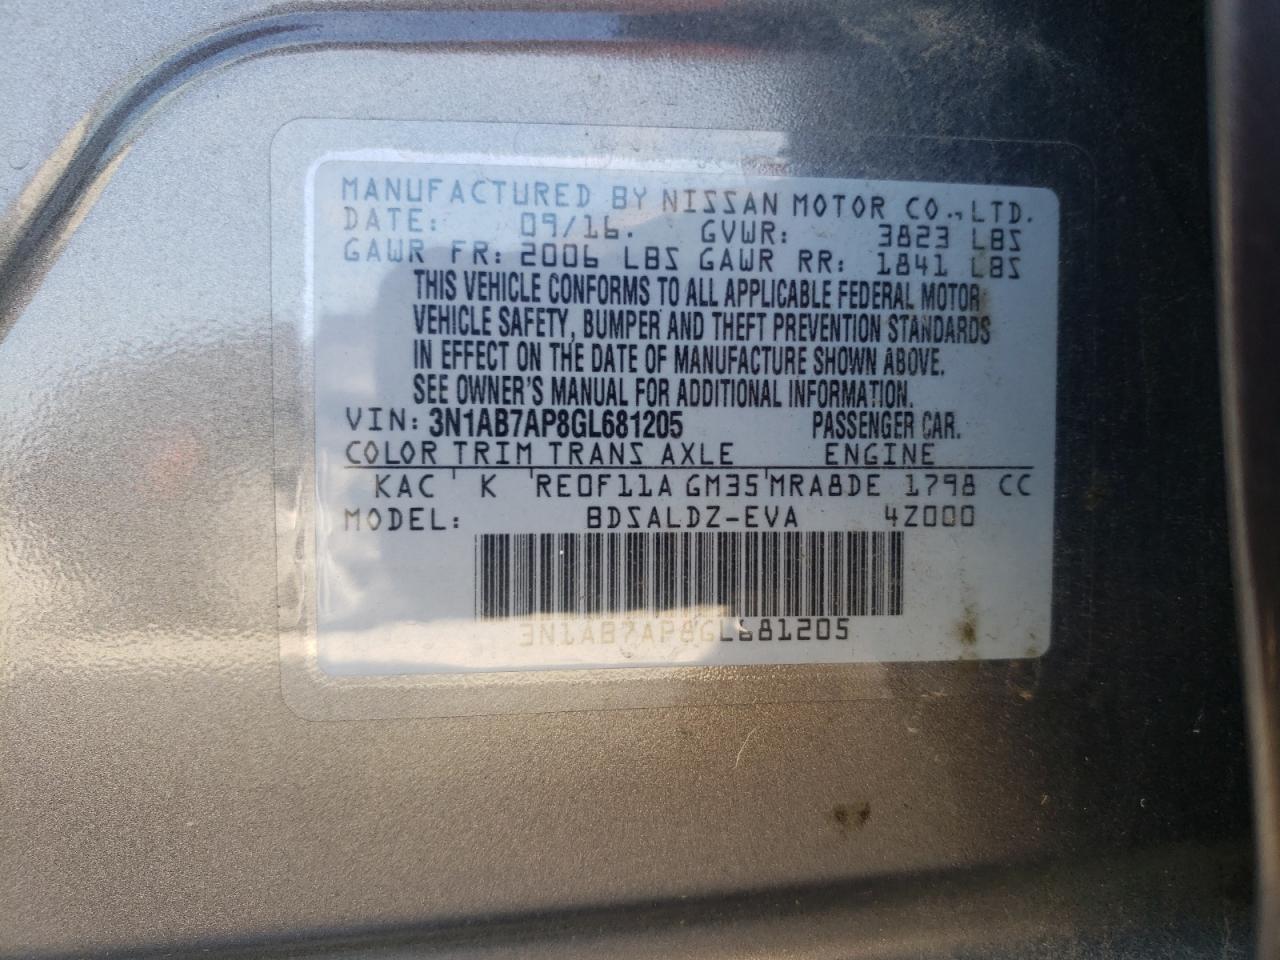 MANUFACTURED BY NISSAN MOTOR CO., LTD.
DATE: 09/16. GVWR: 3823 LBS
GAWR FR: 2006 LBS GAWR RR: 1841 LBS
THIS VEHICLE CONFORMS TO ALL APPLICABLE FEDERAL MOTOR
VEHICLE SAFETY, BUMPER AND THEFT PREVENTION STANDARDS
IN EFFECT ON THE DATE OF MANUFACTURE SHOWN ABOVE.
SEE OWNER'S MANUAL FOR ADDITIONAL INFORMATION.
VIN: 3N1AB7AP8GL681205 PASSENGER CAR.
COLOR TRIM TRANS AXLE ENGINE
KAC K RE0F11A GM35 MRA8DE 1798 CC
MODEL: BDSALDZ-EVA 4Z000
3N1AB7AP8GL681205